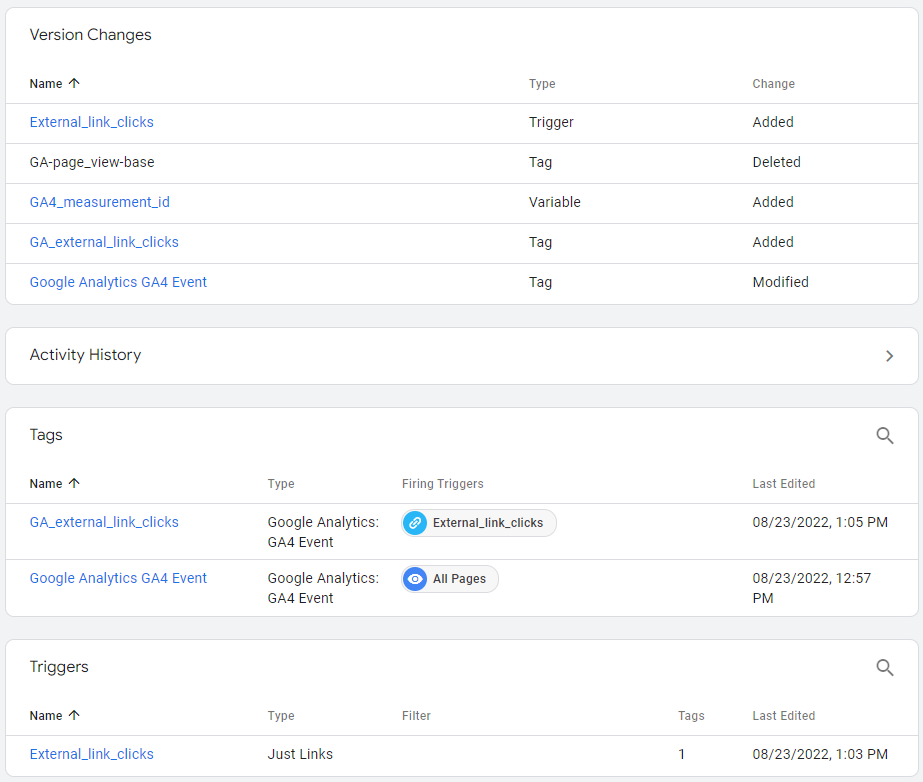 Version Changes
Name Type Change
External_link_clicks Trigger Added
GA-page_view-base Tag Deleted
GA4_measurement_id Variable Added
GA_external_link_clicks Tag Added
Google Analytics GA4 Event Tag Modified
Activity History
Tags
Name Type Firing Triggers Last Edited
GA_external_link_clicks Google Analytics: External_link_clicks 08/23/2022, 1:05 PM
GA4 Event
Google Analytics GA4 Event Google Analytics: All Pages 08/23/2022, 12:57
GA4 Event PM
Triggers
Name Type Filter Tags Last Edited
External_link_clicks Just Links 1 08/23/2022, 1:03 PM